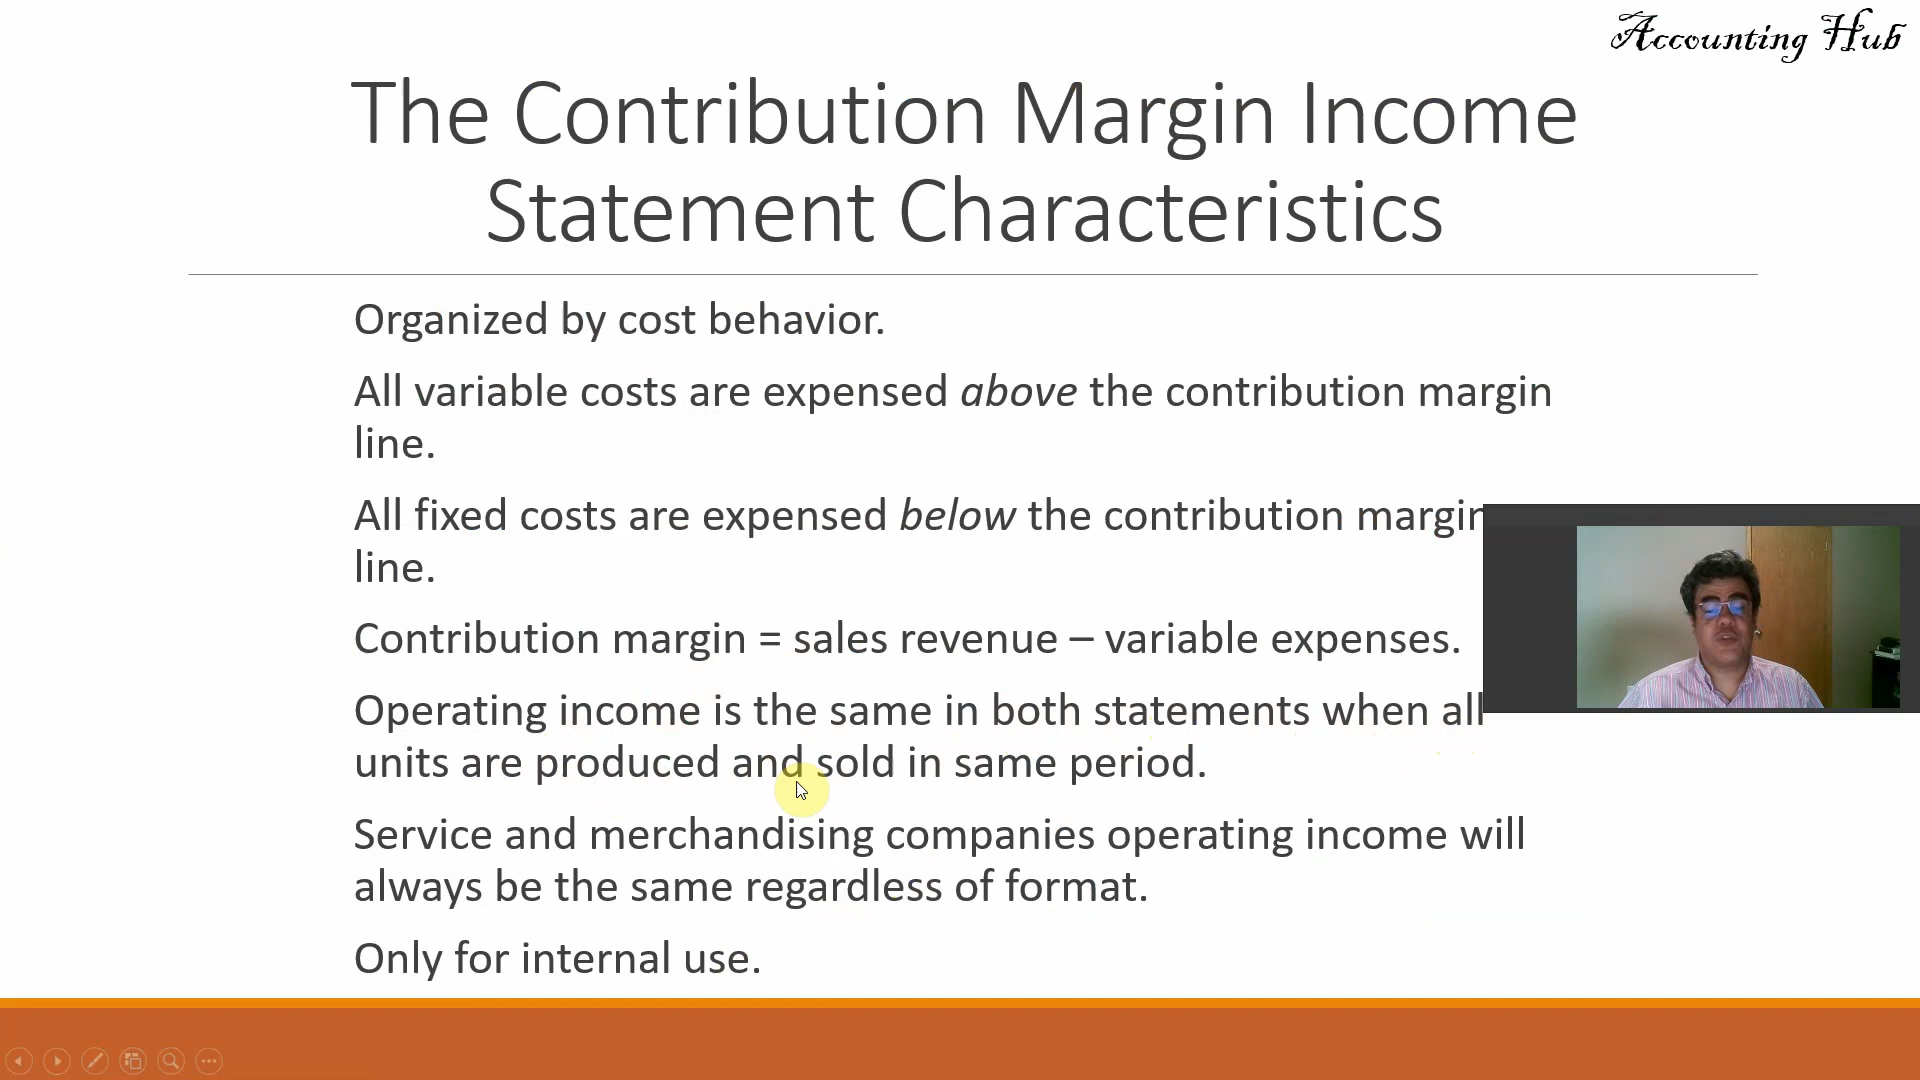 Accounting Hub
The Contribution Margin Income
Statement Characteristics
Organized by cost behavior.
All variable costs are expensed above the contribution margin
line.
All fixed costs are expensed below the contribution margin
line.
Contribution margin = sales revenue – variable expenses.
Operating income is the same in both statements when all
units are produced and sold in same period.
Service and merchandising companies operating income will
always be the same regardless of format.
Only for internal use.